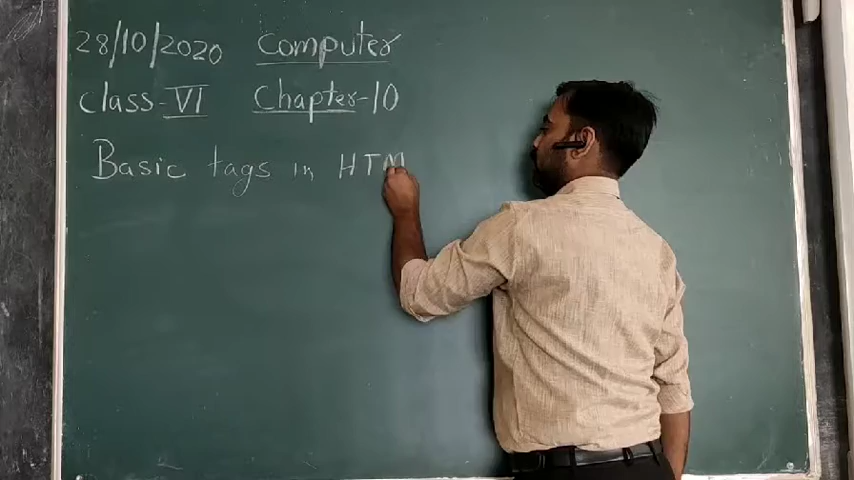 28/10/2020 Computer
class-VI Chapter-10
Basic tags in HTM